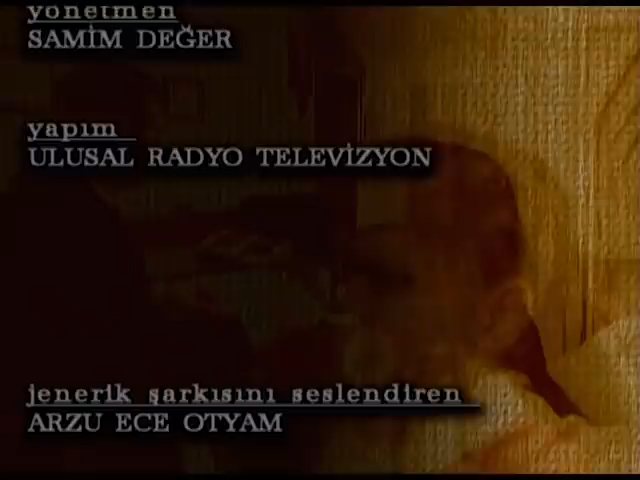 yönetmen
SAMİM DEĞER
yapım
ULUSAL RADYO TELEVİZYON
jenerik şarkısını seslendiren
ARZU ECE OTYAM